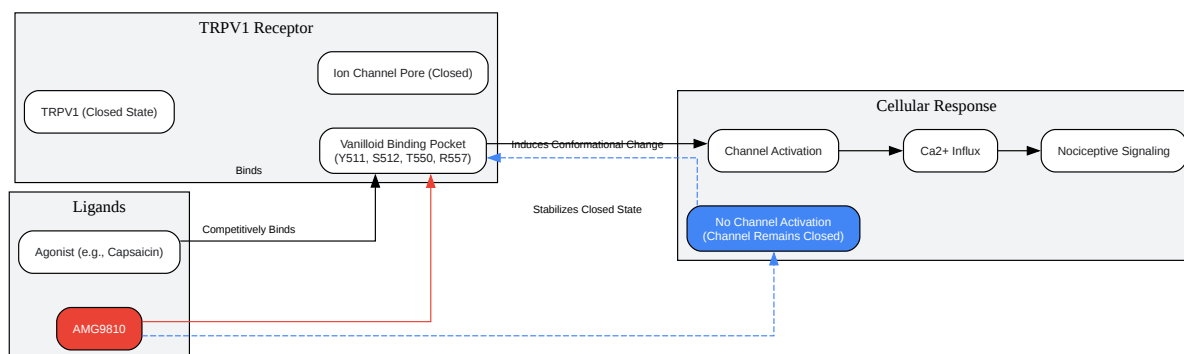 TRPV1 Receptor
Ion Channel Pore (Closed)
TRPV1 (Closed State)
Vanilloid Binding Pocket
(Y511, S512, T550, R557)
Binds
Induces Conformational Change
Cellular Response
Channel Activation
Ca2+ Influx
Nociceptive Signaling
Stabilizes Closed State
No Channel Activation
(Channel Remains Closed)
Ligands
Competitively Binds
Agonist (e.g., Capsaicin)
AMG9810